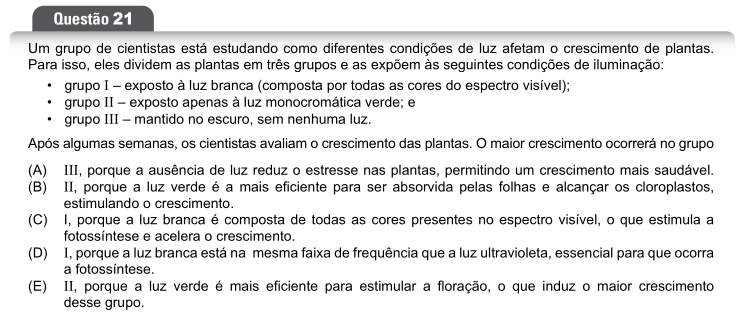 Questão 21
Um grupo de cientistas está estudando como diferentes condições de luz afetam o crescimento de plantas.
Para isso, eles dividem as plantas em três grupos e as expõem às seguintes condições de iluminação:
• grupo I – exposto à luz branca (composta por todas as cores do espectro visível);
• grupo II – exposto apenas à luz monocromática verde; e
• grupo III – mantido no escuro, sem nenhuma luz.
Após algumas semanas, os cientistas avaliam o crescimento das plantas. O maior crescimento ocorrerá no grupo
(A) III, porque a ausência de luz reduz o estresse nas plantas, permitindo um crescimento mais saudável.
(B) II, porque a luz verde é a mais eficiente para ser absorvida pelas folhas e alcançar os cloroplastos,
estimulando o crescimento.
(C) I, porque a luz branca é composta de todas as cores presentes no espectro visível, o que estimula a
fotossíntese e acelera o crescimento.
(D) I, porque a luz branca está na mesma faixa de frequência que a luz ultravioleta, essencial para que ocorra
a fotossíntese.
(E) II, porque a luz verde é mais eficiente para estimular a floração, o que induz o maior crescimento
desse grupo.